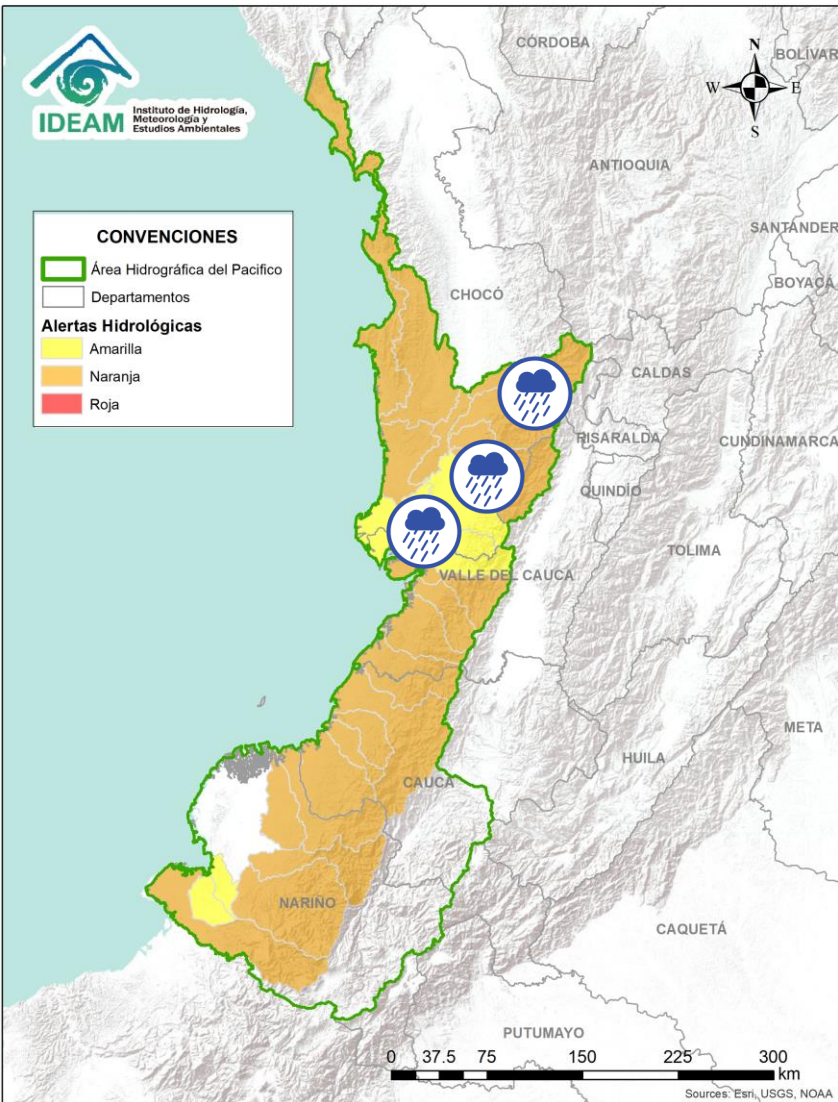 IDEAM
Instituto de Hidrología,
Meteorología y
Estudios Ambientales
CONVENCIONES
Área Hidrográfica del Pacifico
Departamentos
Alertas Hidrológicas
Amarilla
Naranja
Roja
N
W E
S
CÓRDOBA
BOLÍVAR
ANTIOQUIA
SANTANDER
BOYACÁ
CHOCÓ
CALDAS
RISARALDA
CUNDINAMARCA
QUINDÍO
TOLIMA
VALLE DEL CAUCA
META
HUILA
CAUCA
NARIÑO
CAQUETÁ
PUTUMAYO
0 37.5 75 150 225 300
km
Sources: Esri, USGS, NOAA